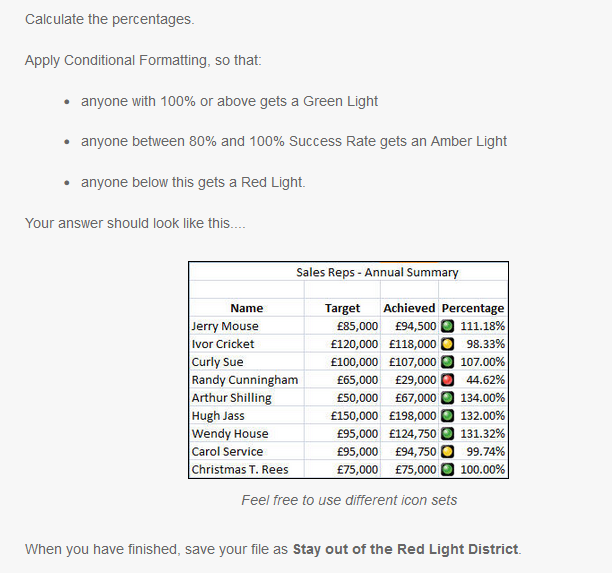 Calculate the percentages.
Apply Conditional Formatting, so that:
• anyone with 100% or above gets a Green Light
• anyone between 80% and 100% Success Rate gets an Amber Light
• anyone below this gets a Red Light.
Your answer should look like this....
Sales Reps - Annual Summary
Name Target Achieved Percentage
Jerry Mouse £85,000 £94,500 111.18%
Ivor Cricket £120,000 £118,000 98.33%
Curly Sue £100,000 £107,000 107.00%
Randy Cunningham £65,000 £29,000 44.62%
Arthur Shilling £50,000 £67,000 134.00%
Hugh Jass £150,000 £198,000 132.00%
Wendy House £95,000 £124,750 131.32%
Carol Service £95,000 £94,750 99.74%
Christmas T. Rees £75,000 £75,000 100.00%
Feel free to use different icon sets
When you have finished, save your file as Stay out of the Red Light District.